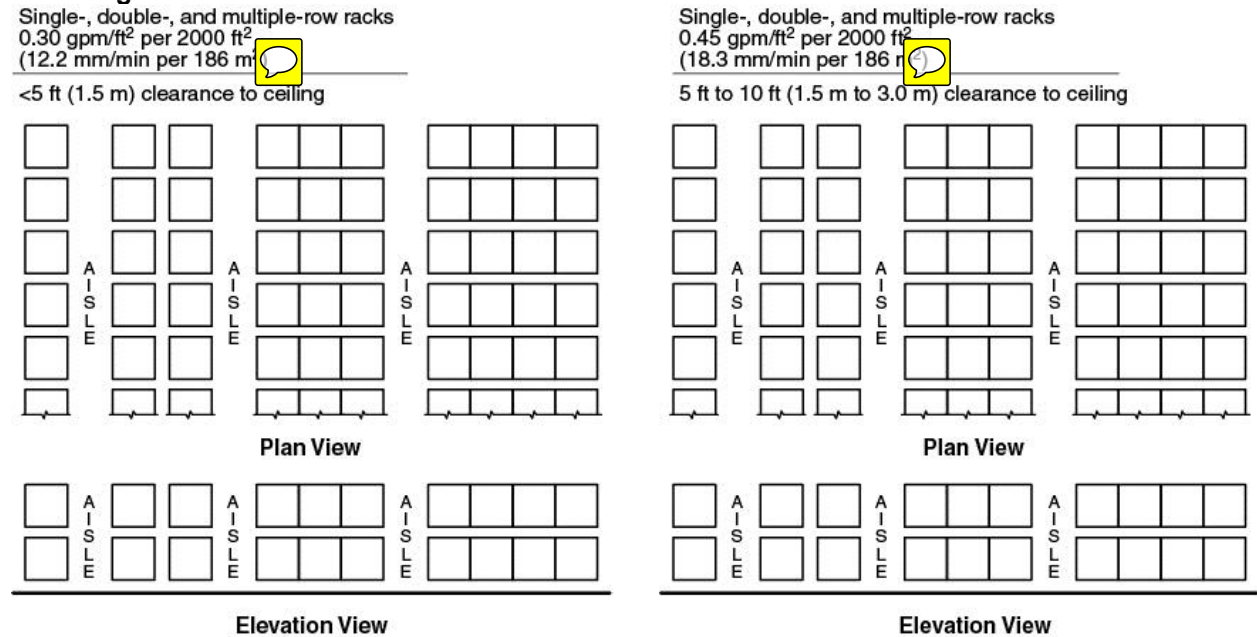 Single-, double-, and multiple-row racks
0.30 gpm/ft² per 2000 ft²
(12.2 mm/min per 186 m²
<5 ft (1.5 m) clearance to ceiling
A
I
S
L
E
A
I
S
L
E
A
I
S
L
E
Plan View
A
I
S
L
E
A
I
S
L
E
A
I
S
L
E
Elevation View
Single-, double-, and multiple-row racks
0.45 gpm/ft² per 2000 ft²
(18.3 mm/min per 186 m²)
5 ft to 10 ft (1.5 m to 3.0 m) clearance to ceiling
A
I
S
L
E
A
I
S
L
E
A
I
S
L
E
Plan View
A
I
S
L
E
A
I
S
L
E
A
I
S
L
E
Elevation View